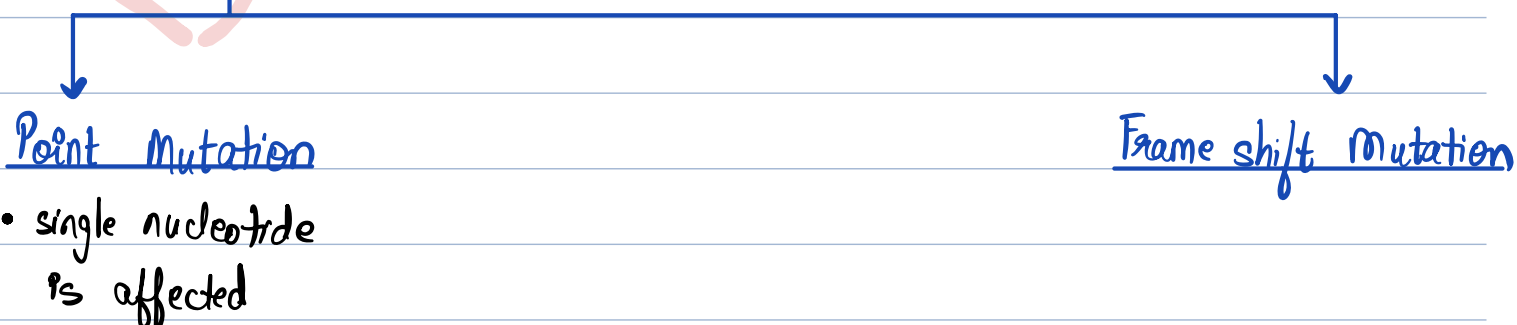 Point Mutation
Frame shift Mutation
• single nucleotide
is affected